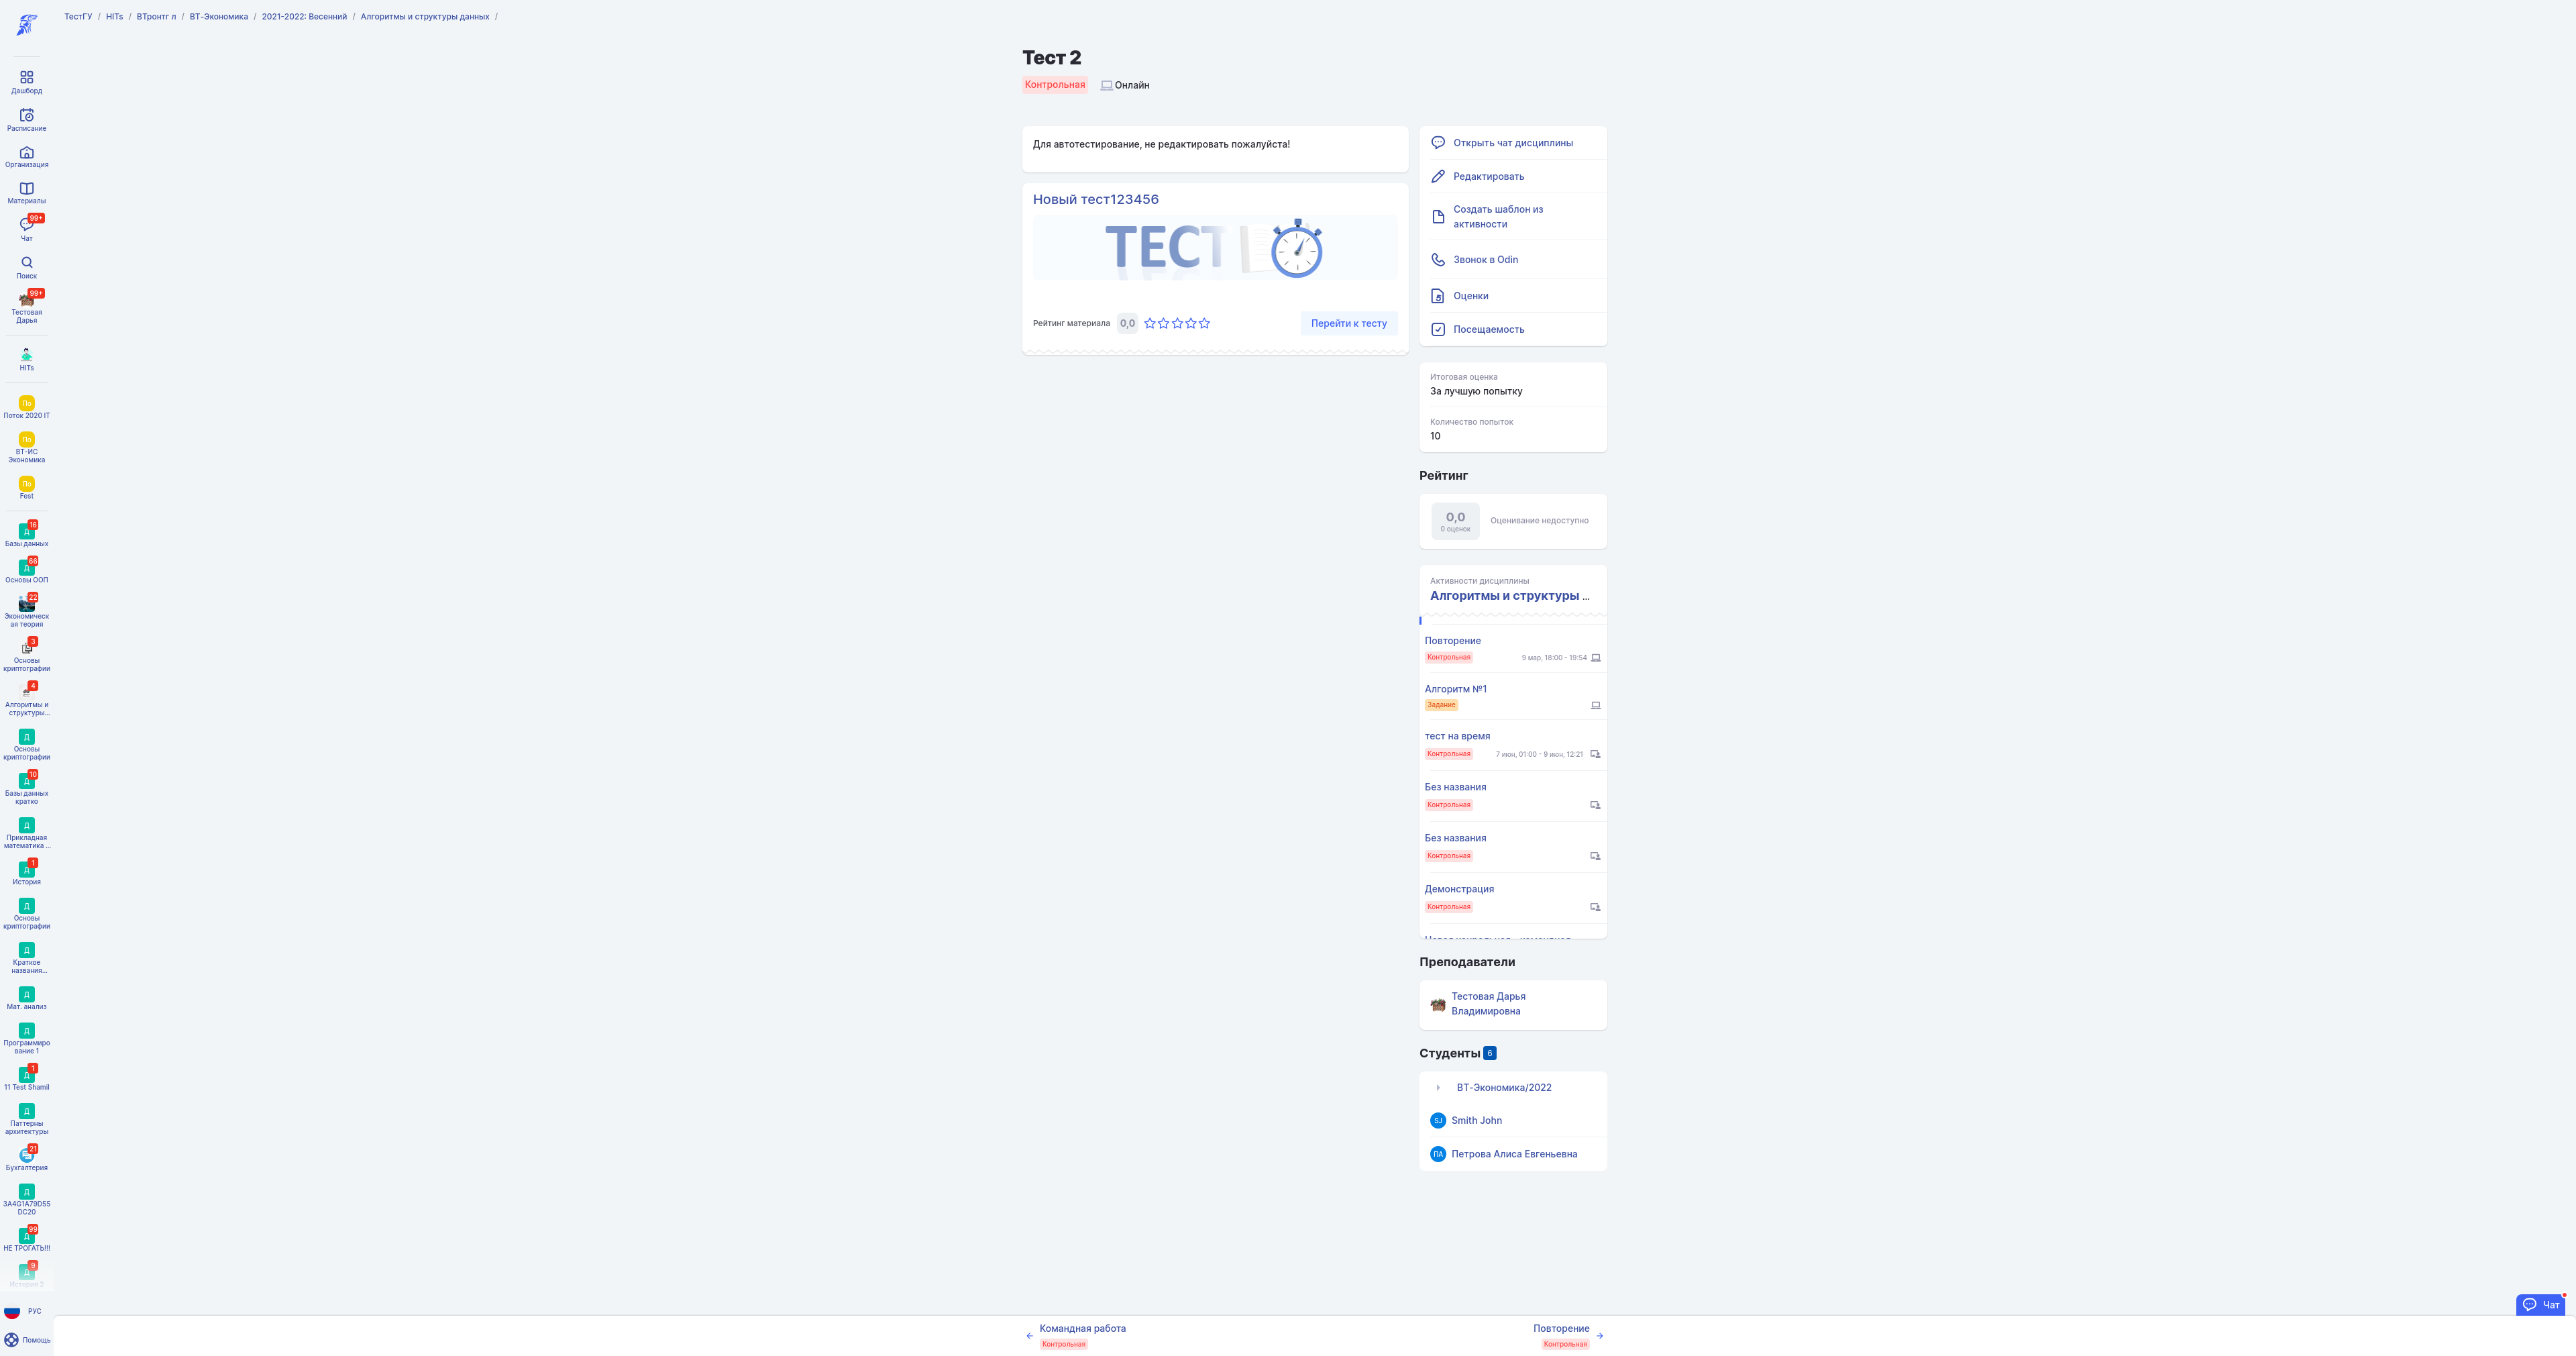 ТестГУ / HITs / ВТронтг л / ВТ-Экономика / 2021-2022: Весенний / Алгоритмы и структуры данных /
Дашборд
Расписание
Организация
Материалы
99+
Чат
Поиск
99+
Тестовая
Дарья
HITs
По
Поток 2020 IT
По
ВТ-ИС
Экономика
По
Fest
16
Д
Базы данных
66
Д
Основы ООП
22
Экономическ
ая теория
3
Основы
криптографии
4
Алгоритмы и
структуры...
Д
Основы
криптографии
10
Д
Базы данных
кратко
Д
Прикладная
математика ...
1
Д
История
Д
Основы
криптографии
Д
Краткое
названия...
Д
Мат. анализ
Д
Программиро
вание 1
1
Д
11 Test Shamil
Д
Паттерны
архитектуры
21
Бухгалтерия
Д
3A4G1A79D55
DC20
99
Д
НЕ ТРОГАТЬ!!!
9
Д
История 2
РУС
Помощь
Тест 2
Контрольная
Онлайн
Для автотестирование, не редактировать пожалуйста!
Новый тест123456
ТЕСТ
Рейтинг материала 0,0
Перейти к тесту
Открыть чат дисциплины
Редактировать
Создать шаблон из
активности
Звонок в Odin
Оценки
Посещаемость
Итоговая оценка
За лучшую попытку
Количество попыток
10
Рейтинг
0,0
0 оценок
Оценивание недоступно
Активности дисциплины
Алгоритмы и структуры ...
Повторение
Контрольная 9 мар, 18:00 - 19:54
Алгоритм №1
Задание
тест на время
Контрольная 7 июн, 01:00 - 9 июн, 12:21
Без названия
Контрольная
Без названия
Контрольная
Демонстрация
Контрольная
Преподаватели
Тестовая Дарья
Владимировна
Студенты 6
ВТ-Экономика/2022
SJ Smith John
ПА Петрова Алиса Евгеньевна
Чат
Командная работа
Контрольная
Повторение
Контрольная